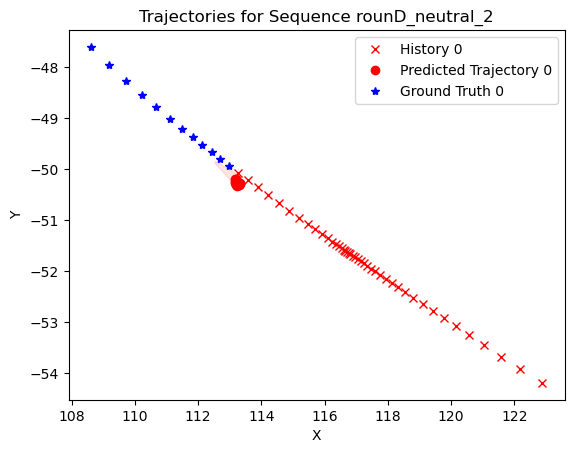 Trajectories for Sequence rounD_neutral_2
History 0
Predicted Trajectory 0
Ground Truth 0
−48
−49
−50
−51
−52
−53
−54
Y
108
110
112
114
116
118
120
122
X